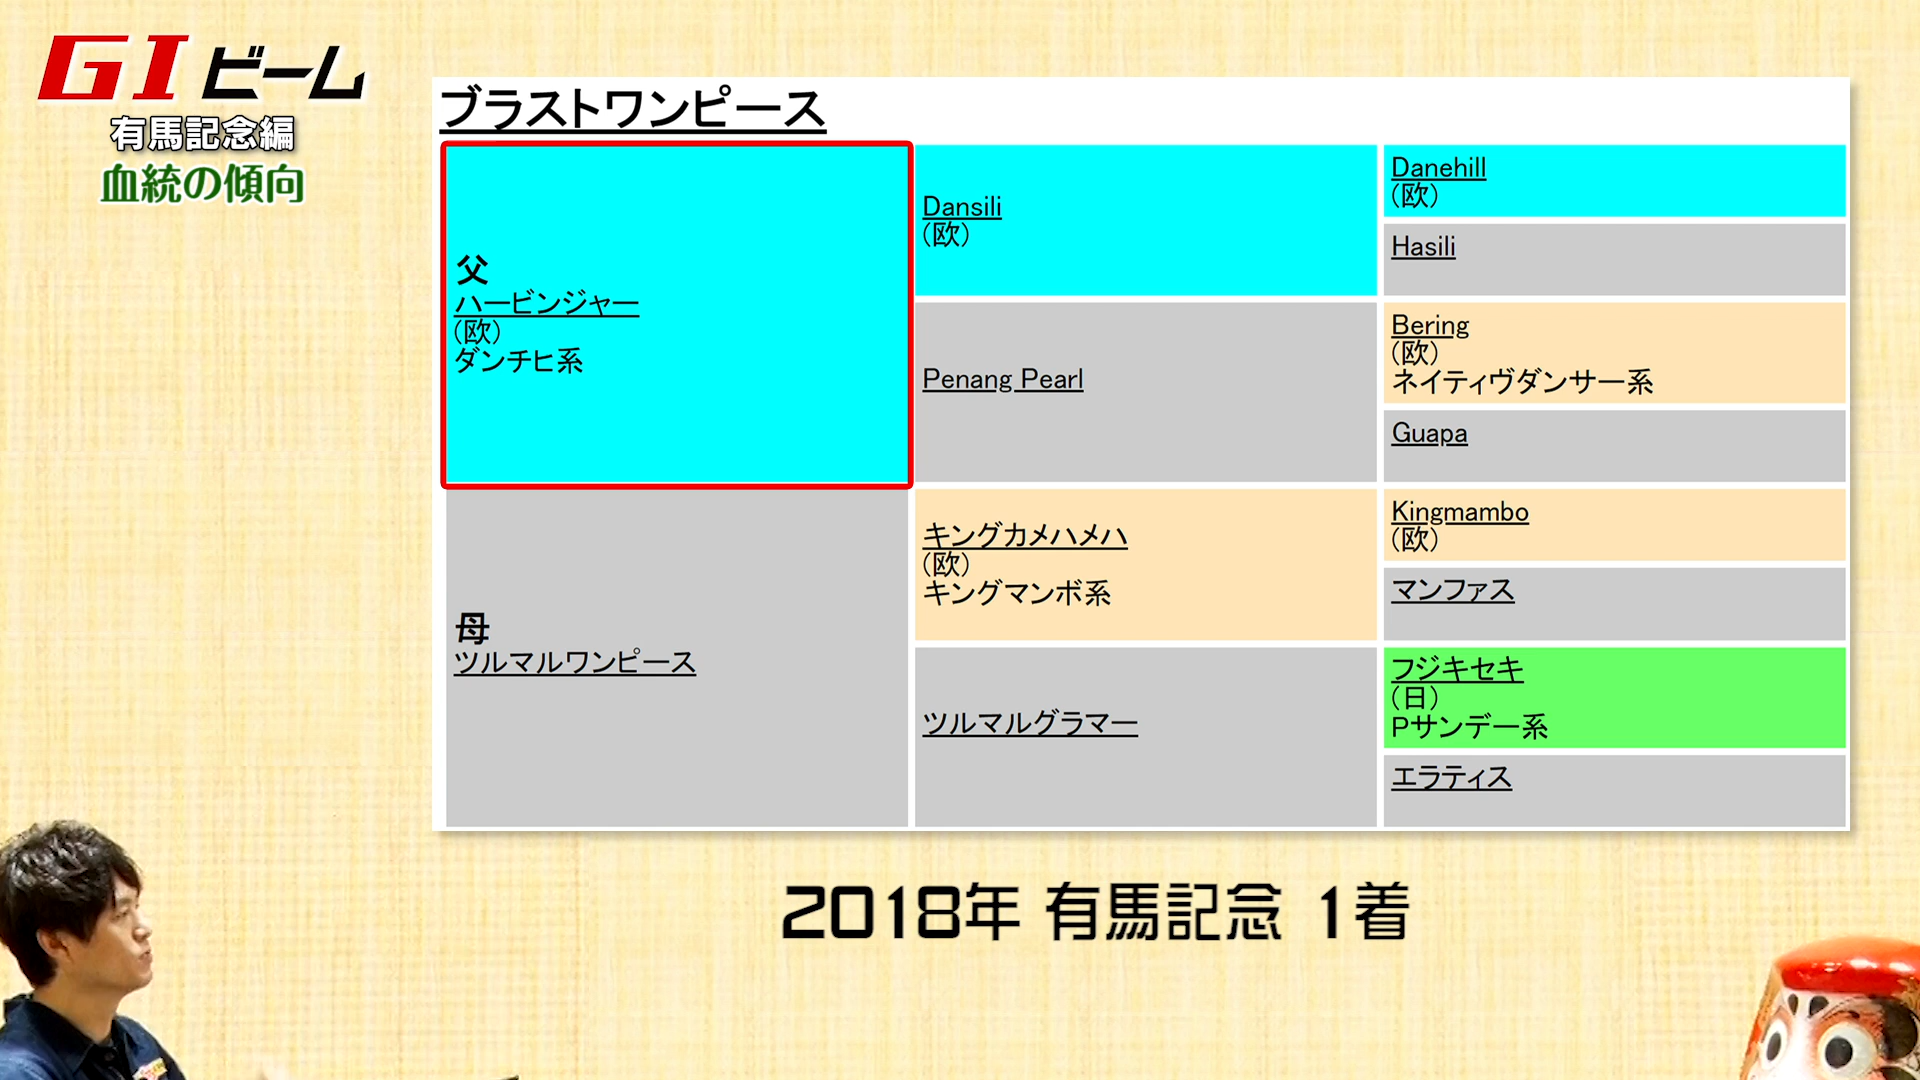 GIビーム
有馬記念編
血統の傾向
ブラストワンピース
父
ハービンジャー
(欧)
ダンチヒ系
Dansili
(欧)
Danehill
(欧)
Hasili
Penang Pearl
Bering
(欧)
ネイティヴダンサー系
Guapa
母
ツルマルワンピース
キングカメハメハ
(欧)
キングマンボ系
Kingmambo
(欧)
マンファス
ツルマルグラマー
フジキセキ
(日)
Pサンデー系
エラティス
2018年 有馬記念 1着